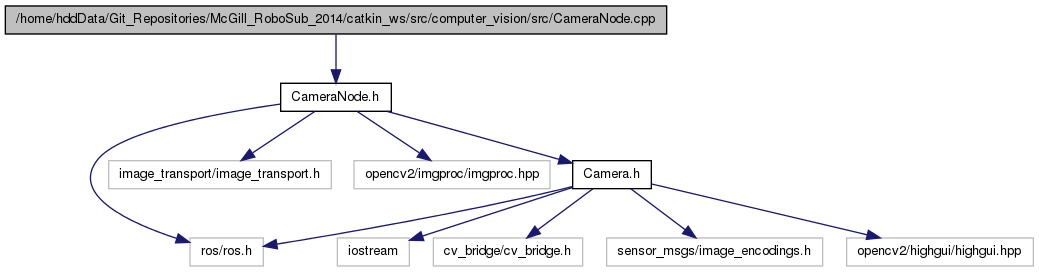 /home/hddData/Git_Repositories/McGill_RoboSub_2014/catkin_ws/src/computer_vision/src/CameraNode.cpp
CameraNode.h
image_transport/image_transport.h
opencv2/imgproc/imgproc.hpp
Camera.h
ros/ros.h
iostream
cv_bridge/cv_bridge.h
sensor_msgs/image_encodings.h
opencv2/highgui/highgui.hpp